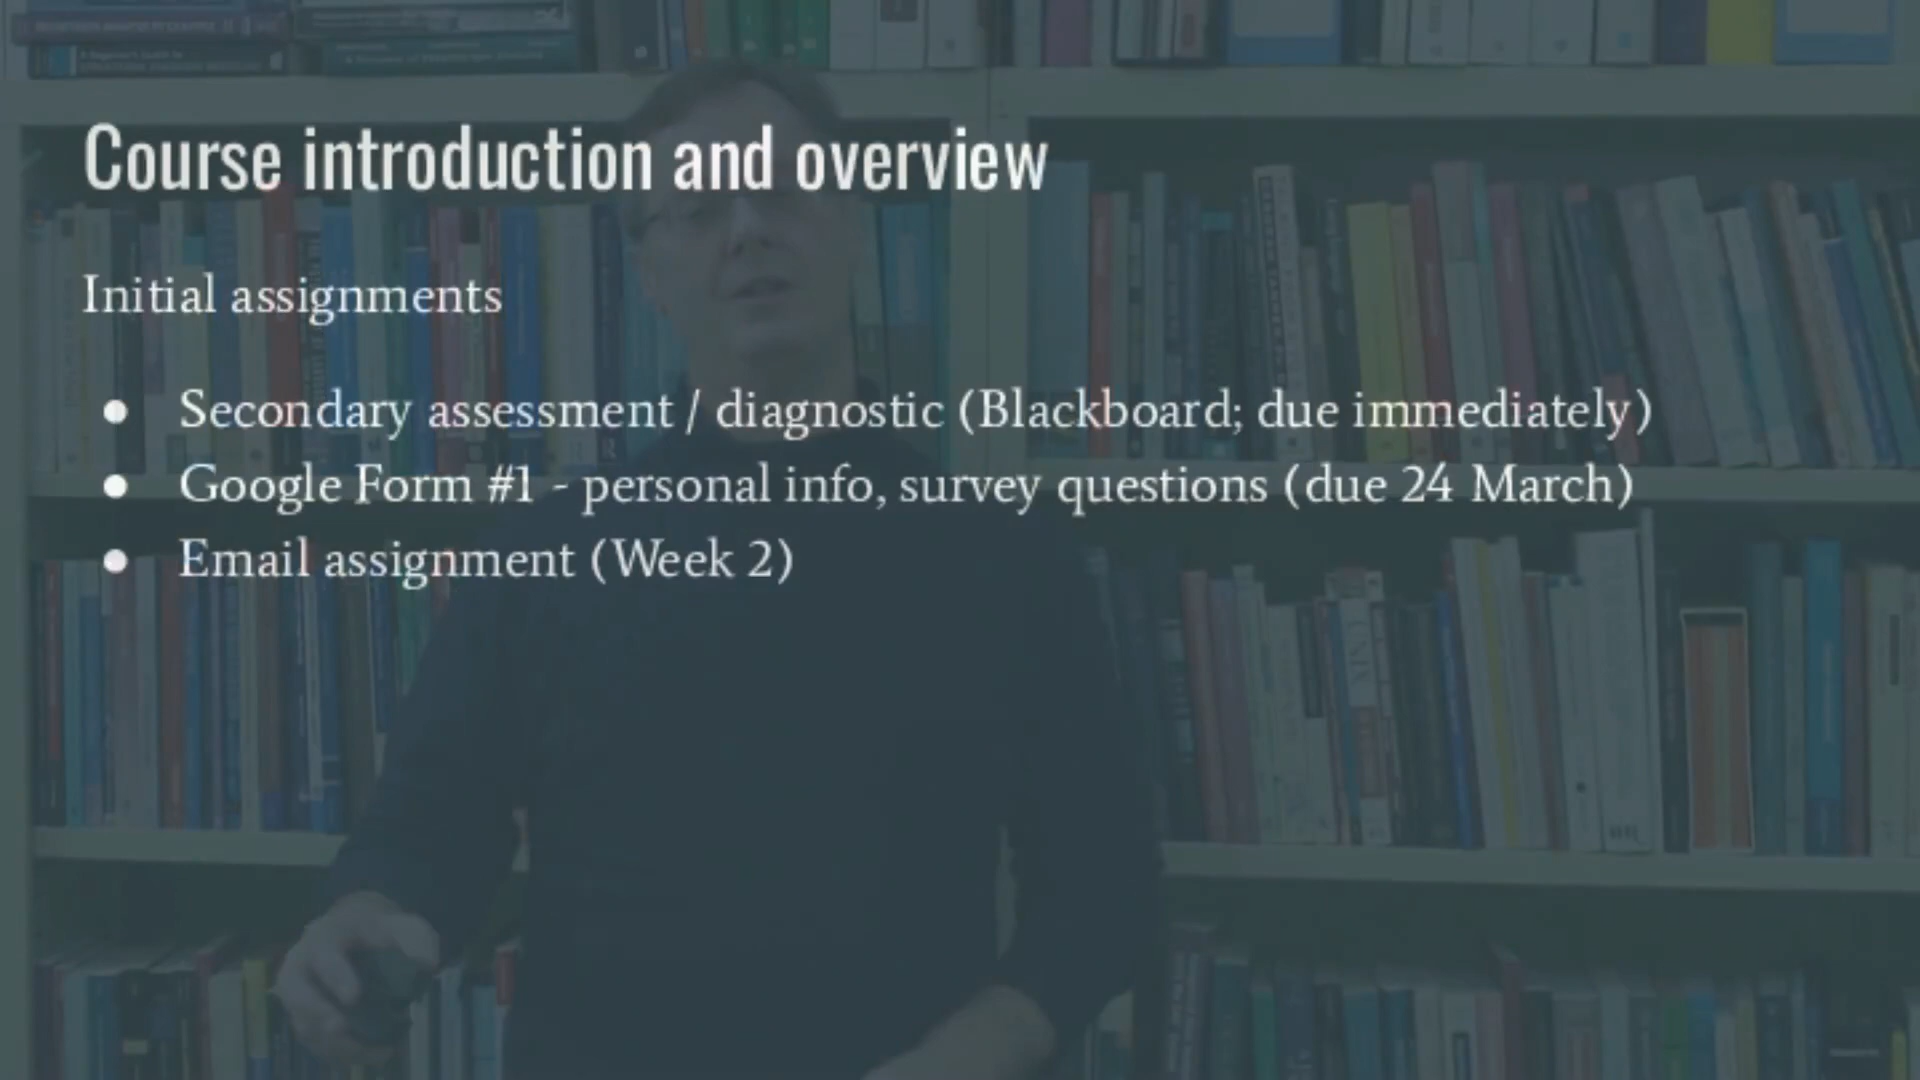 Course introduction and overview
Initial assignments
● Secondary assessment / diagnostic (Blackboard; due immediately)
● Google Form #1 - personal info, survey questions (due 24 March)
● Email assignment (Week 2)